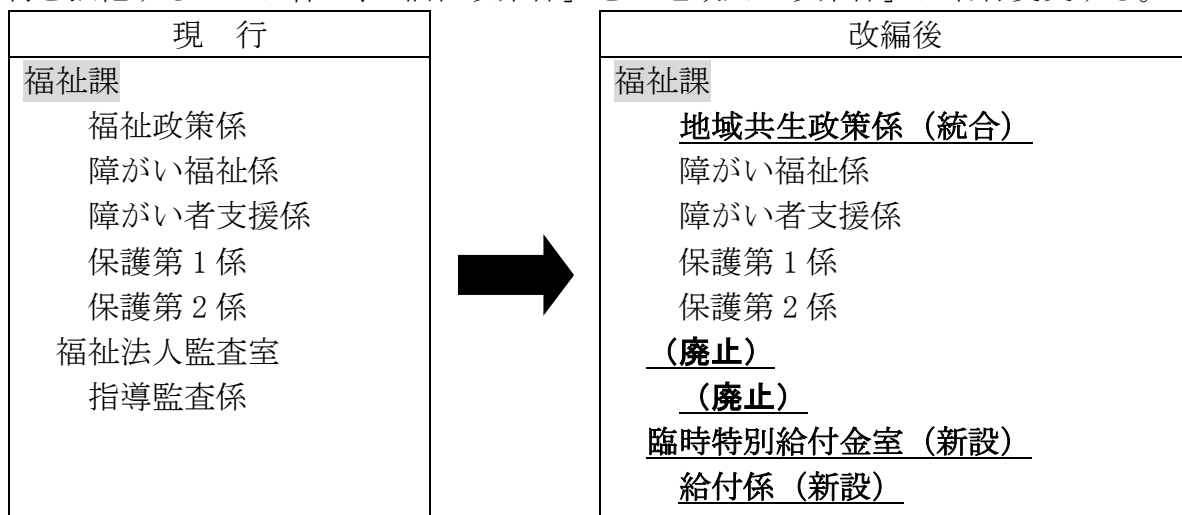 現　行
福祉課
福祉政策係
障がい福祉係
障がい者支援係
保護第１係
保護第２係
福祉法人監査室
指導監査係
改編後
福祉課
地域共生政策係（統合）
障がい福祉係
障がい者支援係
保護第１係
保護第２係
（廃止）
（廃止）
臨時特別給付金室（新設）
給付係（新設）